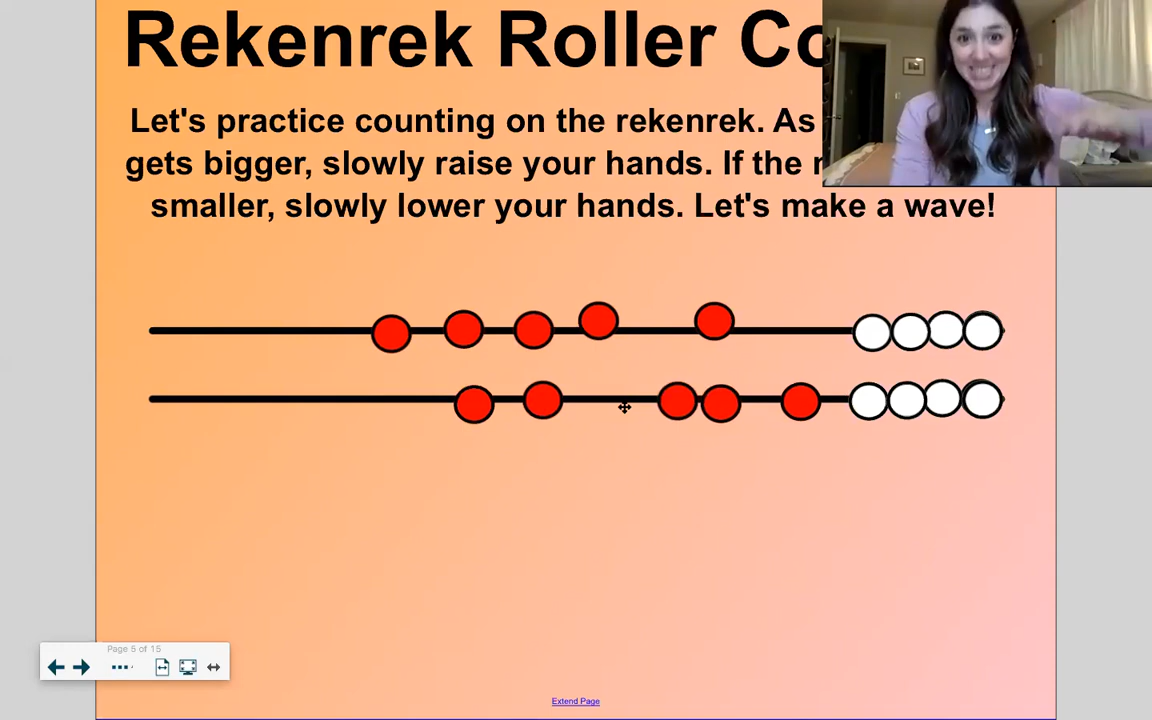 Rekenrek Roller Co
Let's practice counting on the rekenrek. As
gets bigger, slowly raise your hands. If the
smaller, slowly lower your hands. Let's make a wave!
Page 5 of 15
Extend Page